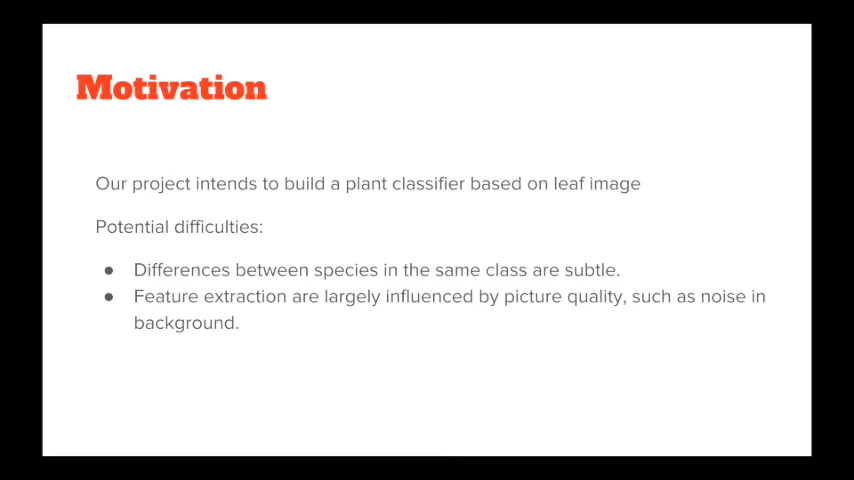 Motivation
Our project intends to build a plant classifier based on leaf image
Potential difficulties:
● Differences between species in the same class are subtle.
● Feature extraction are largely influenced by picture quality, such as noise in
background.